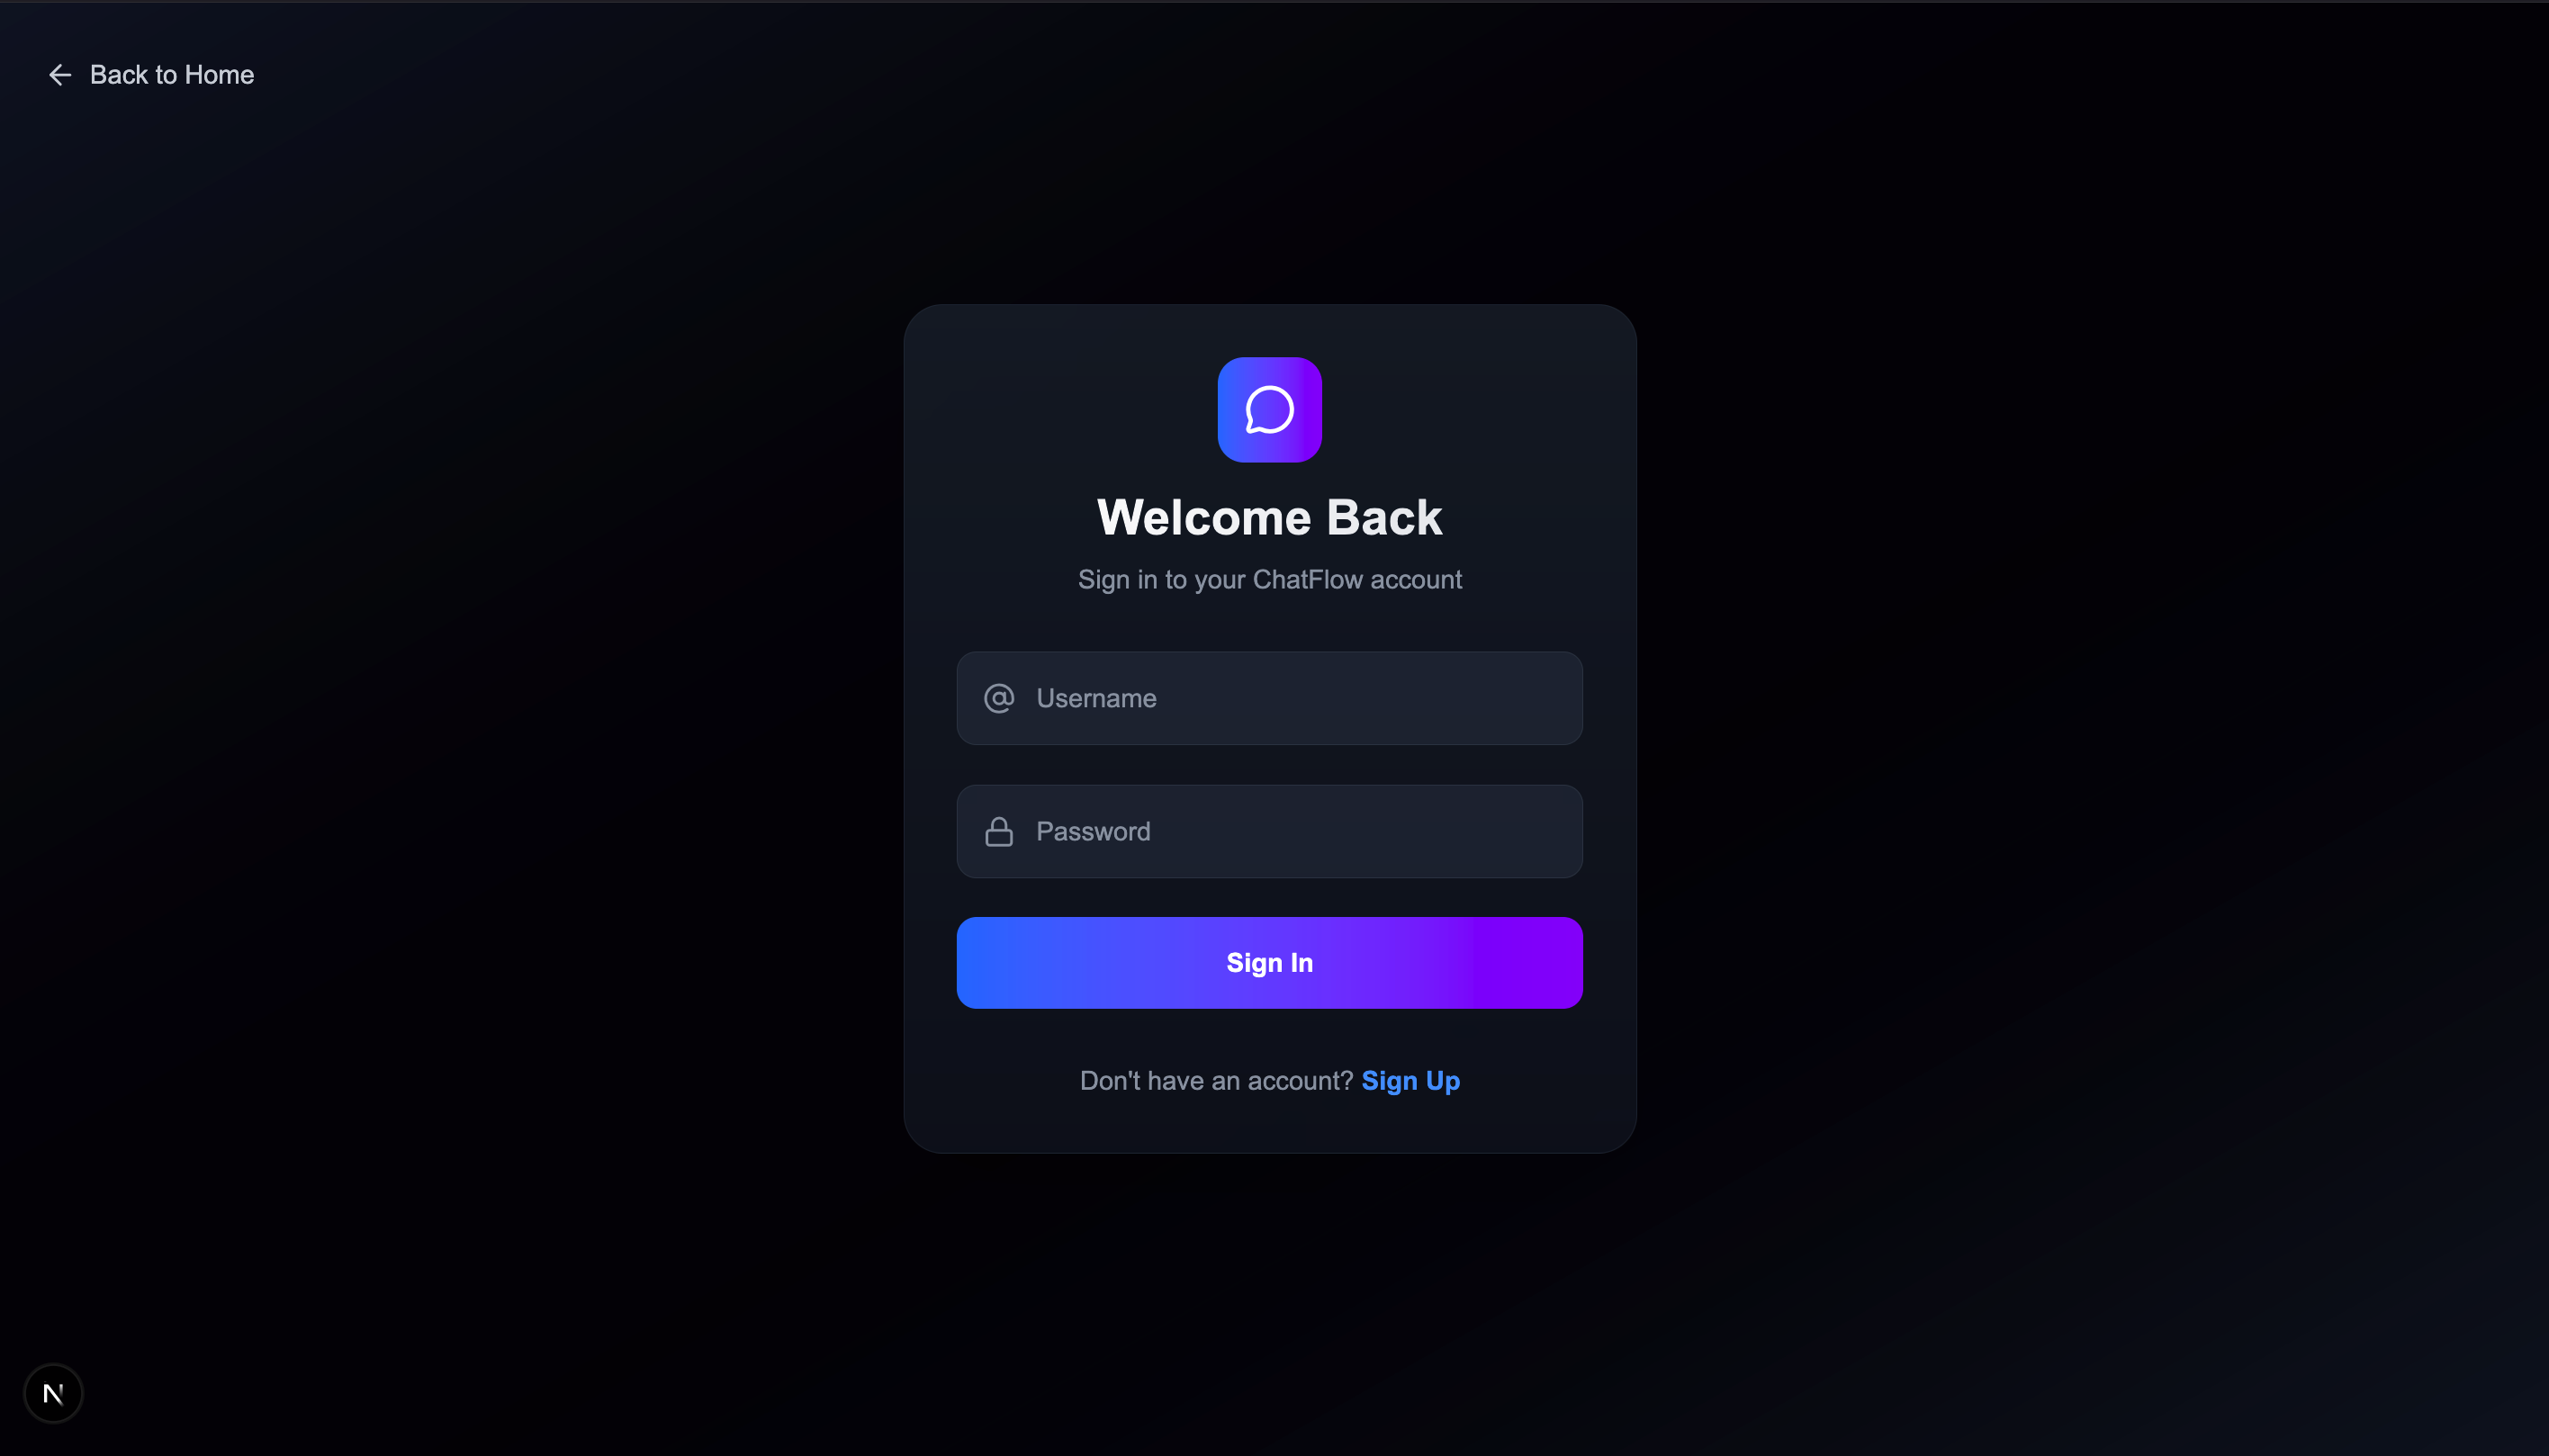 Back to Home
Welcome Back
Sign in to your ChatFlow account
@ Username
Password
Sign In
Don't have an account? Sign Up
N